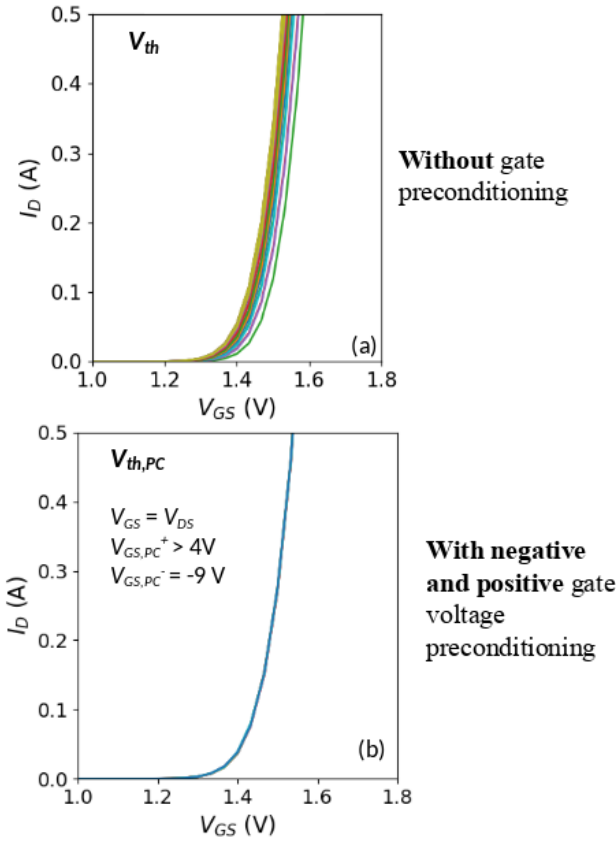 0.5
V_th
0.4
0.3
Without gate
preconditioning
I_D (A)
0.2
0.1
(a)
0.0
1.0 1.2 1.4 1.6 1.8
V_GS (V)
0.5
V_th,PC
V_GS = V_DS
0.4
V_GS,PC⁺ > 4V
V_GS,PC⁻ = -9 V
0.3
With negative
and positive gate
voltage
preconditioning
I_D (A)
0.2
0.1
(b)
0.0
1.0 1.2 1.4 1.6 1.8
V_GS (V)